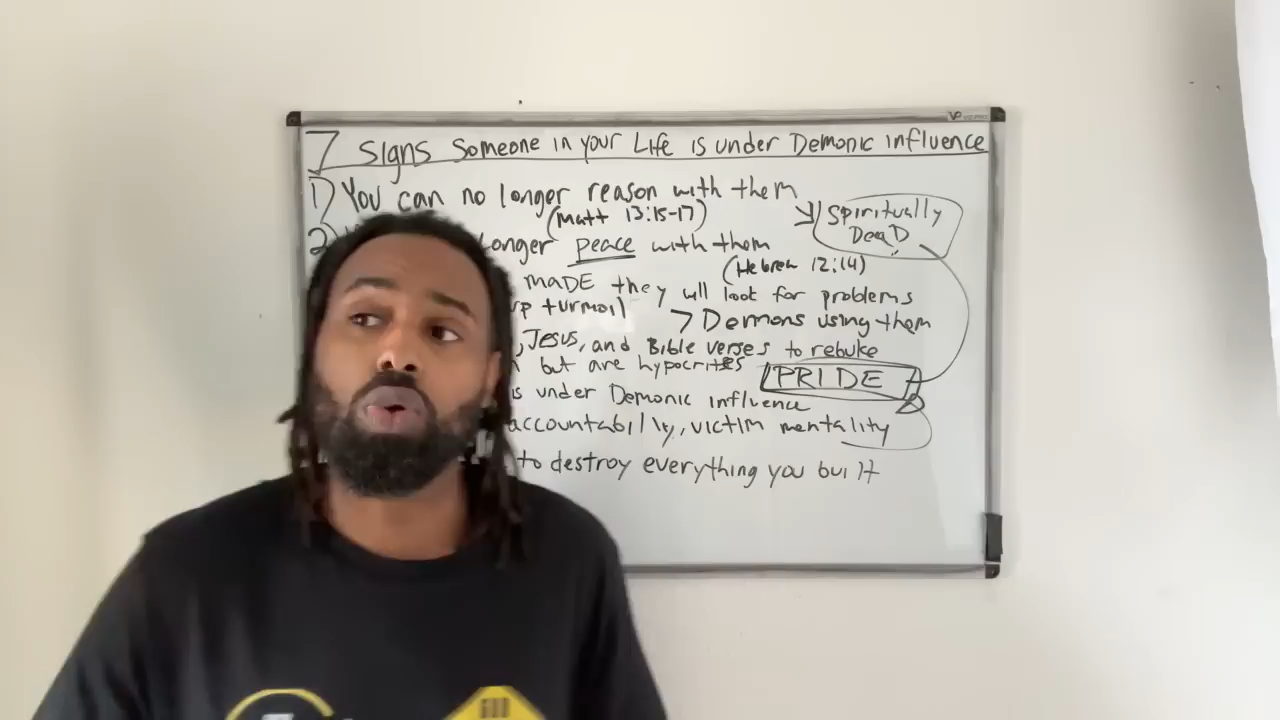 7 Signs Someone in your Life is under Demonic influence
1) You can no longer reason with them
(Matt 13:15-17)
Spiritually
DeaD
2) longer peace with them
(Hebrew 12:14)
maDE they will look for problems
up turmoil
> Demons using them
, Jesus, and Bible verses to rebuke
but are hypocrites
PRIDE
is under Demonic influence
accountability, victim mentality
to destroy everything you built